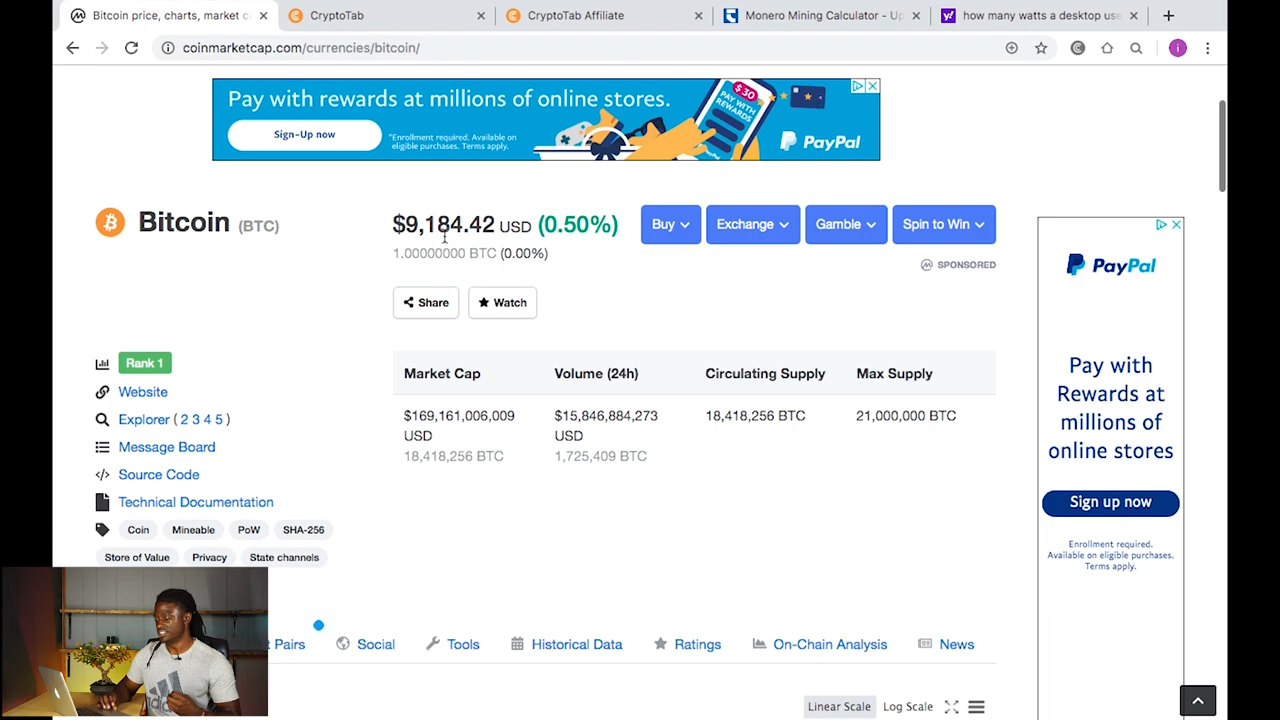 Bitcoin price, charts, market c
CryptoTab
CryptoTab Affiliate
Monero Mining Calculator - Up
how many watts a desktop use
coinmarketcap.com/currencies/bitcoin/
Pay with rewards at millions of online stores.
$30
PAY WITH REWARDS
Sign-Up now
*Enrollment required. Available on
eligible purchases. Terms apply.
PayPal
Bitcoin (BTC)
$9,184.42 USD (0.50%)
1.00000000 BTC (0.00%)
Buy
Exchange
Gamble
Spin to Win
SPONSORED
Share
Watch
Rank 1
Website
Explorer ( 2 3 4 5 )
Message Board
Source Code
Technical Documentation
Coin Mineable PoW SHA-256
Store of Value Privacy State channels
Market Cap Volume (24h) Circulating Supply Max Supply
$169,161,006,009 $15,846,884,273 18,418,256 BTC 21,000,000 BTC
USD USD
18,418,256 BTC 1,725,409 BTC
PayPal
Pay with
Rewards at
millions of
online stores
Sign up now
Enrollment required.
Available on eligible purchases.
Terms apply.
Pairs Social Tools Historical Data Ratings On-Chain Analysis News
Linear Scale Log Scale